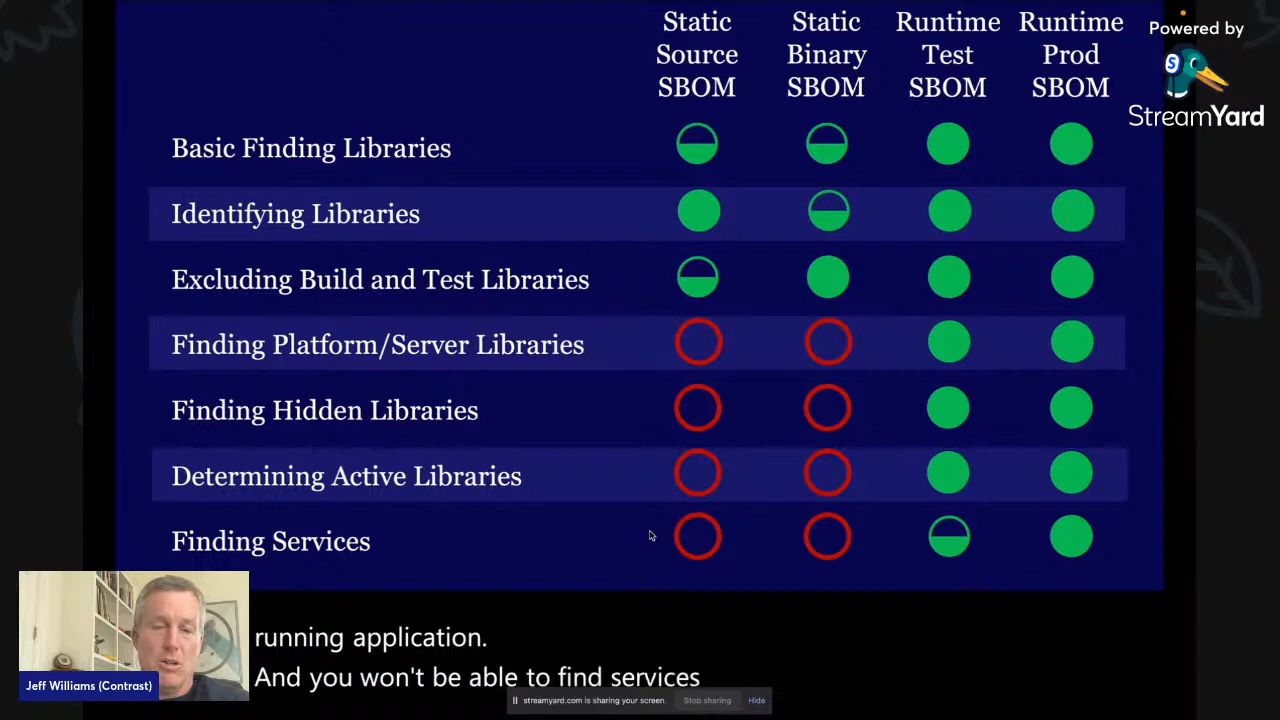 Static Source SBOM
Static Binary SBOM
Runtime Test SBOM
Runtime Prod SBOM
Powered by
S
StreamYard
Basic Finding Libraries
Identifying Libraries
Excluding Build and Test Libraries
Finding Platform/Server Libraries
Finding Hidden Libraries
Determining Active Libraries
Finding Services
running application.
And you won't be able to find services
Jeff Williams (Contrast)
streamyard.com is sharing your screen.
Stop sharing
Hide